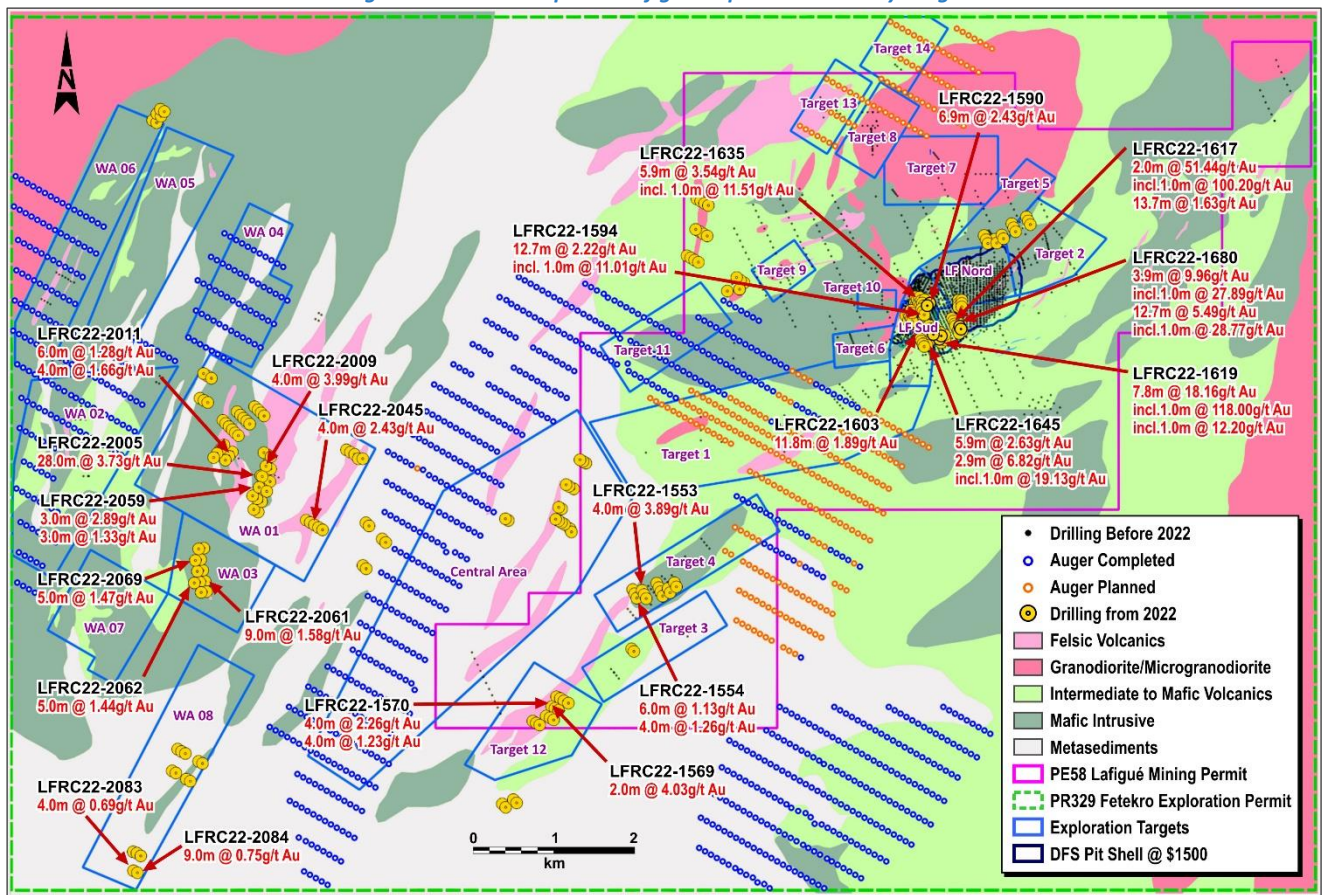 N
Target 14
Target 13
Target 8
Target 7
Target 5
Target 2
Target 9
Target 10
LF Nord
LF Sud
Target 6
Target 11
Target 1
Central Area
Target 4
Target 3
Target 12
WA 06
WA 05
WA 04
WA 02
WA 01
WA 03
WA 07
WA 08
LFRC22-1590
6.9m @ 2.43g/t Au
LFRC22-1635
5.9m @ 3.54g/t Au
incl. 1.0m @ 11.51g/t Au
LFRC22-1617
2.0m @ 51.44g/t Au
incl.1.0m @ 100.20g/t Au
13.7m @ 1.63g/t Au
LFRC22-1594
12.7m @ 2.22g/t Au
incl. 1.0m @ 11.01g/t Au
LFRC22-1680
3.9m @ 9.96g/t Au
incl.1.0m @ 27.89g/t Au
12.7m @ 5.49g/t Au
incl.1.0m @ 28.77g/t Au
LFRC22-1619
7.8m @ 18.16g/t Au
incl.1.0m @ 118.00g/t Au
incl.1.0m @ 12.20g/t Au
LFRC22-1603
11.8m @ 1.89g/t Au
LFRC22-1645
5.9m @ 2.63g/t Au
2.9m @ 6.82g/t Au
incl.1.0m @ 19.13g/t Au
LFRC22-2011
6.0m @ 1.28g/t Au
4.0m @ 1.66g/t Au
LFRC22-2009
4.0m @ 3.99g/t Au
LFRC22-2045
4.0m @ 2.43g/t Au
LFRC22-2005
28.0m @ 3.73g/t Au
LFRC22-2059
3.0m @ 2.89g/t Au
3.0m @ 1.33g/t Au
LFRC22-2069
5.0m @ 1.47g/t Au
LFRC22-2061
9.0m @ 1.58g/t Au
LFRC22-2062
5.0m @ 1.44g/t Au
LFRC22-1553
4.0m @ 3.89g/t Au
LFRC22-1570
4.0m @ 2.26g/t Au
4.0m @ 1.23g/t Au
LFRC22-1554
6.0m @ 1.13g/t Au
4.0m @ 1.26g/t Au
LFRC22-1569
2.0m @ 4.03g/t Au
LFRC22-2083
4.0m @ 0.69g/t Au
LFRC22-2084
9.0m @ 0.75g/t Au
0 1 2
km
Drilling Before 2022
Auger Completed
Auger Planned
Drilling from 2022
Felsic Volcanics
Granodiorite/Microgranodiorite
Intermediate to Mafic Volcanics
Mafic Intrusive
Metasediments
PE58 Lafigué Mining Permit
PR329 Fetekro Exploration Permit
Exploration Targets
DFS Pit Shell @ $1500